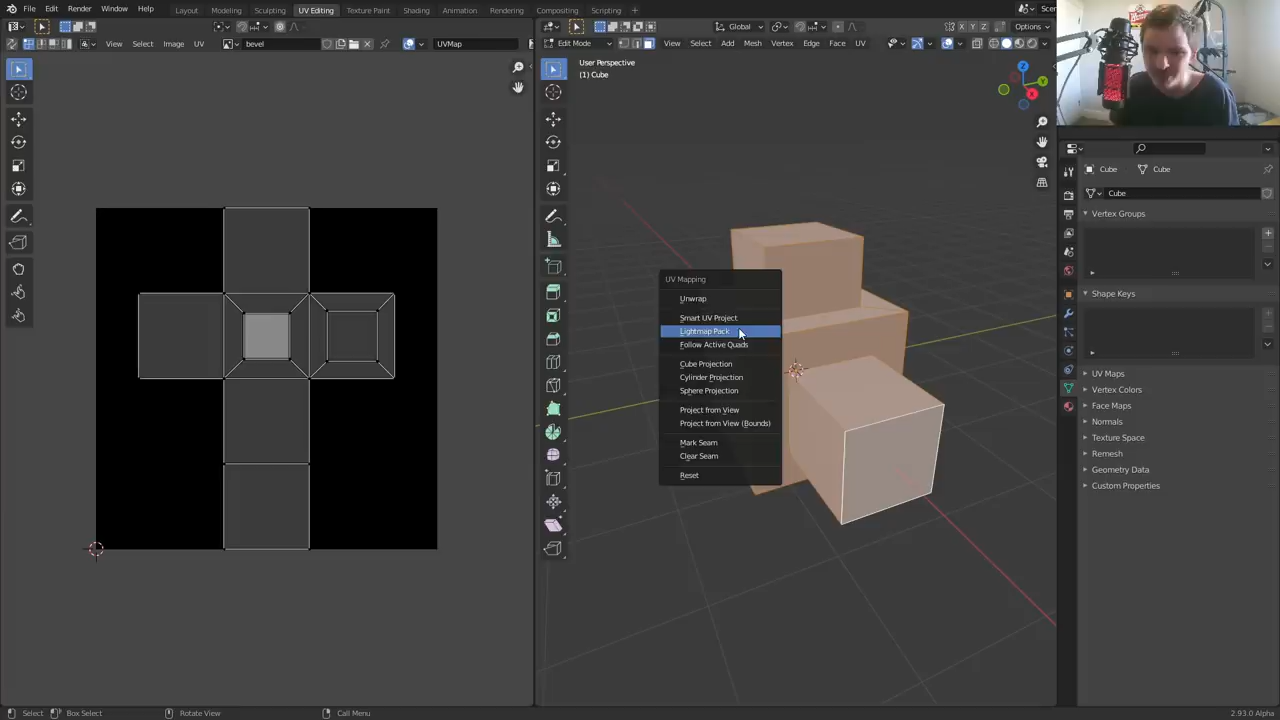 File Edit Render Window Help
Layout Modeling Sculpting UV Editing Texture Paint Shading Animation Rendering Compositing Scripting
Scen
Global
Options
View Select Image UV bevel UVMap
Edit Mode View Select Add Mesh Vertex Edge Face UV
User Perspective
(1) Cube
Z
Y
X
Cube Cube
Cube
Vertex Groups
Shape Keys
UV Maps
Vertex Colors
Face Maps
Normals
Texture Space
Remesh
Geometry Data
Custom Properties
UV Mapping
Unwrap
Smart UV Project
Lightmap Pack
Follow Active Quads
Cube Projection
Cylinder Projection
Sphere Projection
Project from View
Project from View (Bounds)
Mark Seam
Clear Seam
Reset
Select Box Select Rotate View Call Menu 2.93.0 Alpha